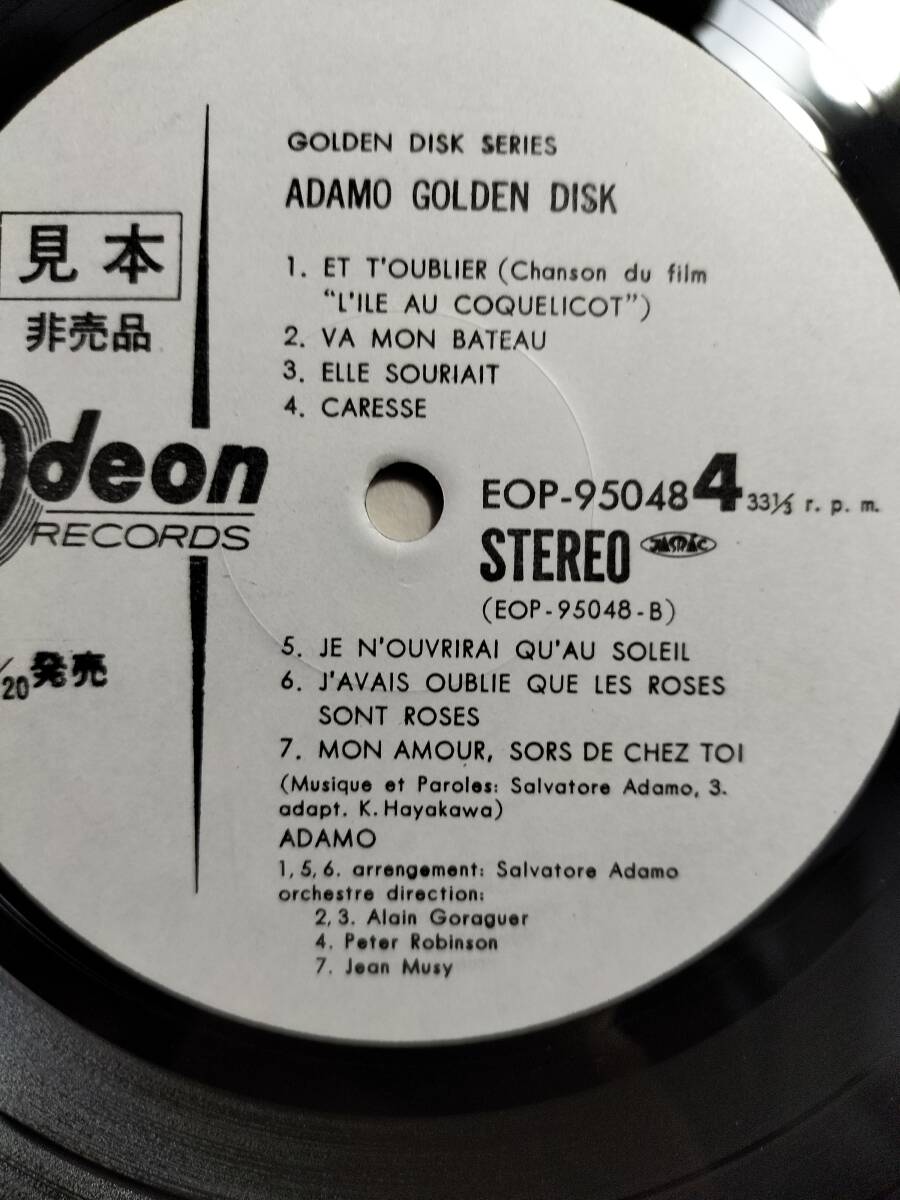 GOLDEN DISK SERIES
ADAMO GOLDEN DISK
1. ET T'OUBLIER (Chanson du film
"L'ILE AU COQUELICOT")
2. VA MON BATEAU
3. ELLE SOURIAIT
4. CARESSE
見本
非売品
Odeon
RECORDS
EOP-95048 4 33⅓ r. p. m.
STEREO JASRAC
(EOP-95048-B)
/20発売
5. JE N'OUVRIRAI QU'AU SOLEIL
6. J'AVAIS OUBLIE QUE LES ROSES
SONT ROSES
7. MON AMOUR, SORS DE CHEZ TOI
(Musique et Paroles: Salvatore Adamo, 3.
adapt. K. Hayakawa)
ADAMO
1, 5, 6. arrengement: Salvatore Adamo
orchestre direction:
2, 3. Alain Goraguer
4. Peter Robinson
7. Jean Musy